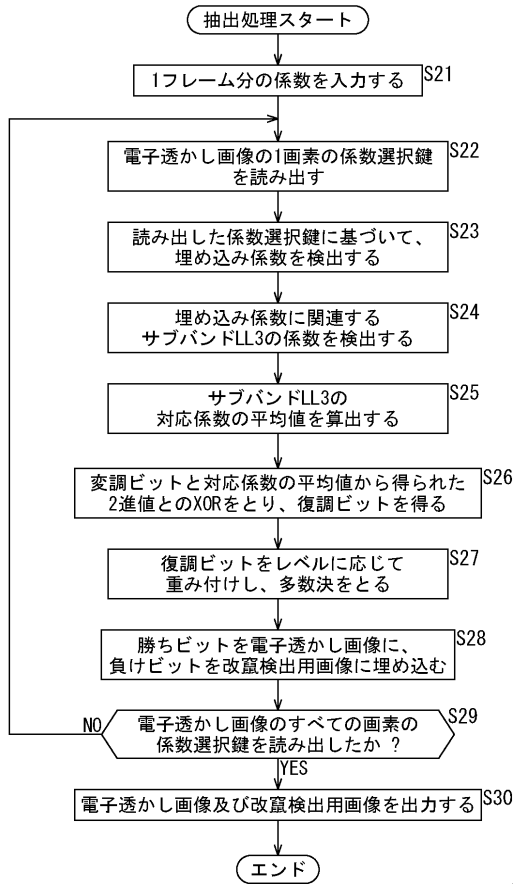 抽出処理スタート
1フレーム分の係数を入力する
S21
電子透かし画像の1画素の係数選択鍵
を読み出す
S22
読み出した係数選択鍵に基づいて、
埋め込み係数を検出する
S23
埋め込み係数に関連する
サブバンドLL3の係数を検出する
S24
サブバンドLL3の
対応係数の平均値を算出する
S25
変調ビットと対応係数の平均値から得られた
2進値とのXORをとり、復調ビットを得る
S26
復調ビットをレベルに応じて
重み付けし、多数決をとる
S27
勝ちビットを電子透かし画像に、
負けビットを改竄検出用画像に埋め込む
S28
電子透かし画像のすべての画素の
係数選択鍵を読み出したか ?
S29
NO
YES
電子透かし画像及び改竄検出用画像を出力する
S30
エンド